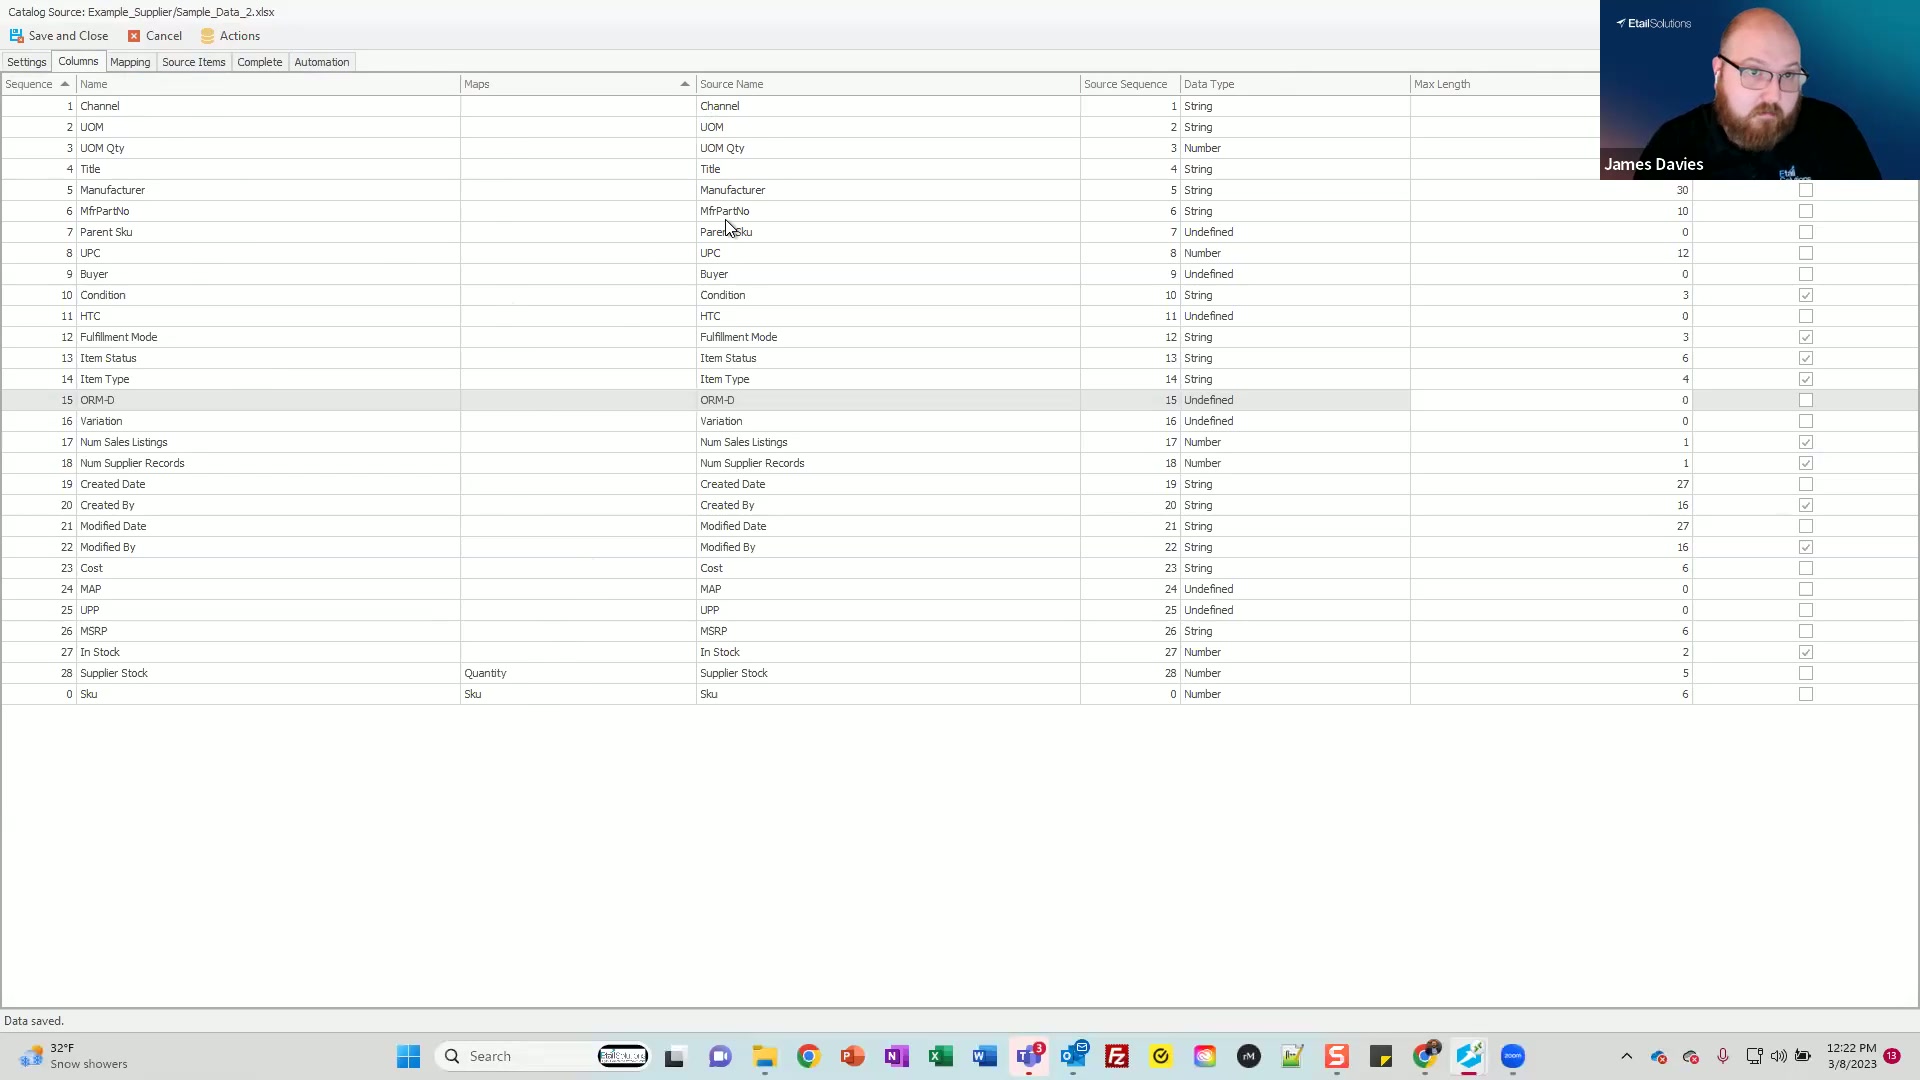 Catalog Source: Example_Supplier/Sample_Data_2.xlsx
Save and Close Cancel Actions
Settings Columns Mapping Source Items Complete Automation
Sequence Name Maps Source Name Source Sequence Data Type Max Length
1 Channel Channel 1 String
2 UOM UOM 2 String
3 UOM Qty UOM Qty 3 Number
4 Title Title 4 String
5 Manufacturer Manufacturer 5 String 30
6 MfrPartNo MfrPartNo 6 String 10
7 Parent Sku Parent Sku 7 Undefined 0
8 UPC UPC 8 Number 12
9 Buyer Buyer 9 Undefined 0
10 Condition Condition 10 String 3
11 HTC HTC 11 Undefined 0
12 Fulfillment Mode Fulfillment Mode 12 String 3
13 Item Status Item Status 13 String 6
14 Item Type Item Type 14 String 4
15 ORM-D ORM-D 15 Undefined 0
16 Variation Variation 16 Undefined 0
17 Num Sales Listings Num Sales Listings 17 Number 1
18 Num Supplier Records Num Supplier Records 18 Number 1
19 Created Date Created Date 19 String 27
20 Created By Created By 20 String 16
21 Modified Date Modified Date 21 String 27
22 Modified By Modified By 22 String 16
23 Cost Cost 23 String 6
24 MAP MAP 24 Undefined 0
25 UPP UPP 25 Undefined 0
26 MSRP MSRP 26 String 6
27 In Stock In Stock 27 Number 2
28 Supplier Stock Quantity Supplier Stock 28 Number 5
0 Sku Sku Sku 0 Number 6
EtailSolutions
James Davies
Data saved.
32°F
Snow showers
Search
EtailSolutions
3
rM
zoom
12:22 PM
3/8/2023
13